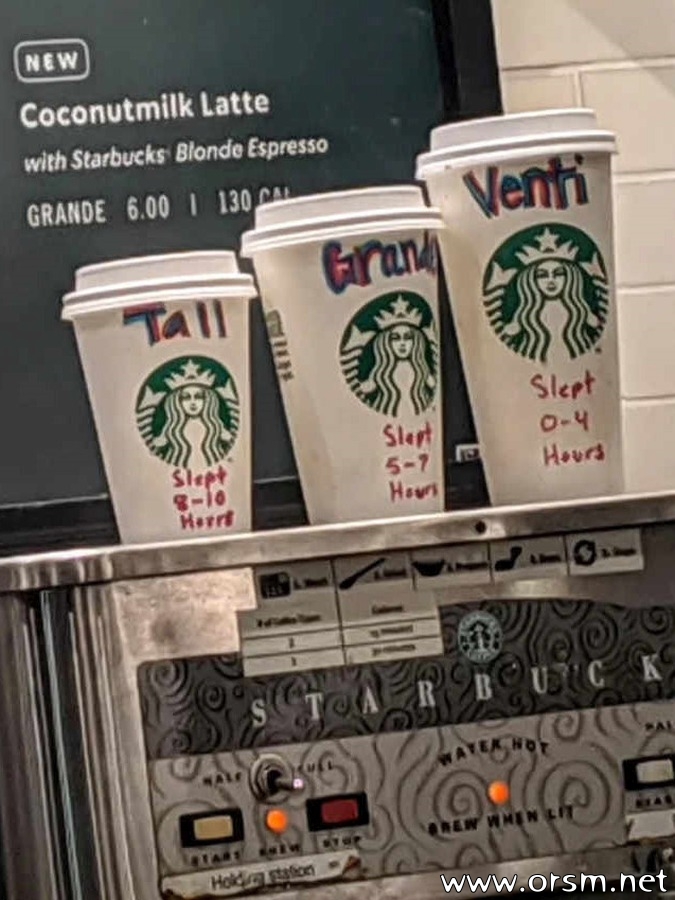 NEW
Coconutmilk Latte
with Starbucks Blonde Espresso
GRANDE 6.00 | 130 CAL
Venti
Grande
Tall
Slept
0-4
Hours
Slept
5-7
Hours
Slept
8-10
Hours
STARBUCK
WATER HOT
HALF FULL
BREW WHEN LIT
START BREW STOP
Holding station
www.orsm.net